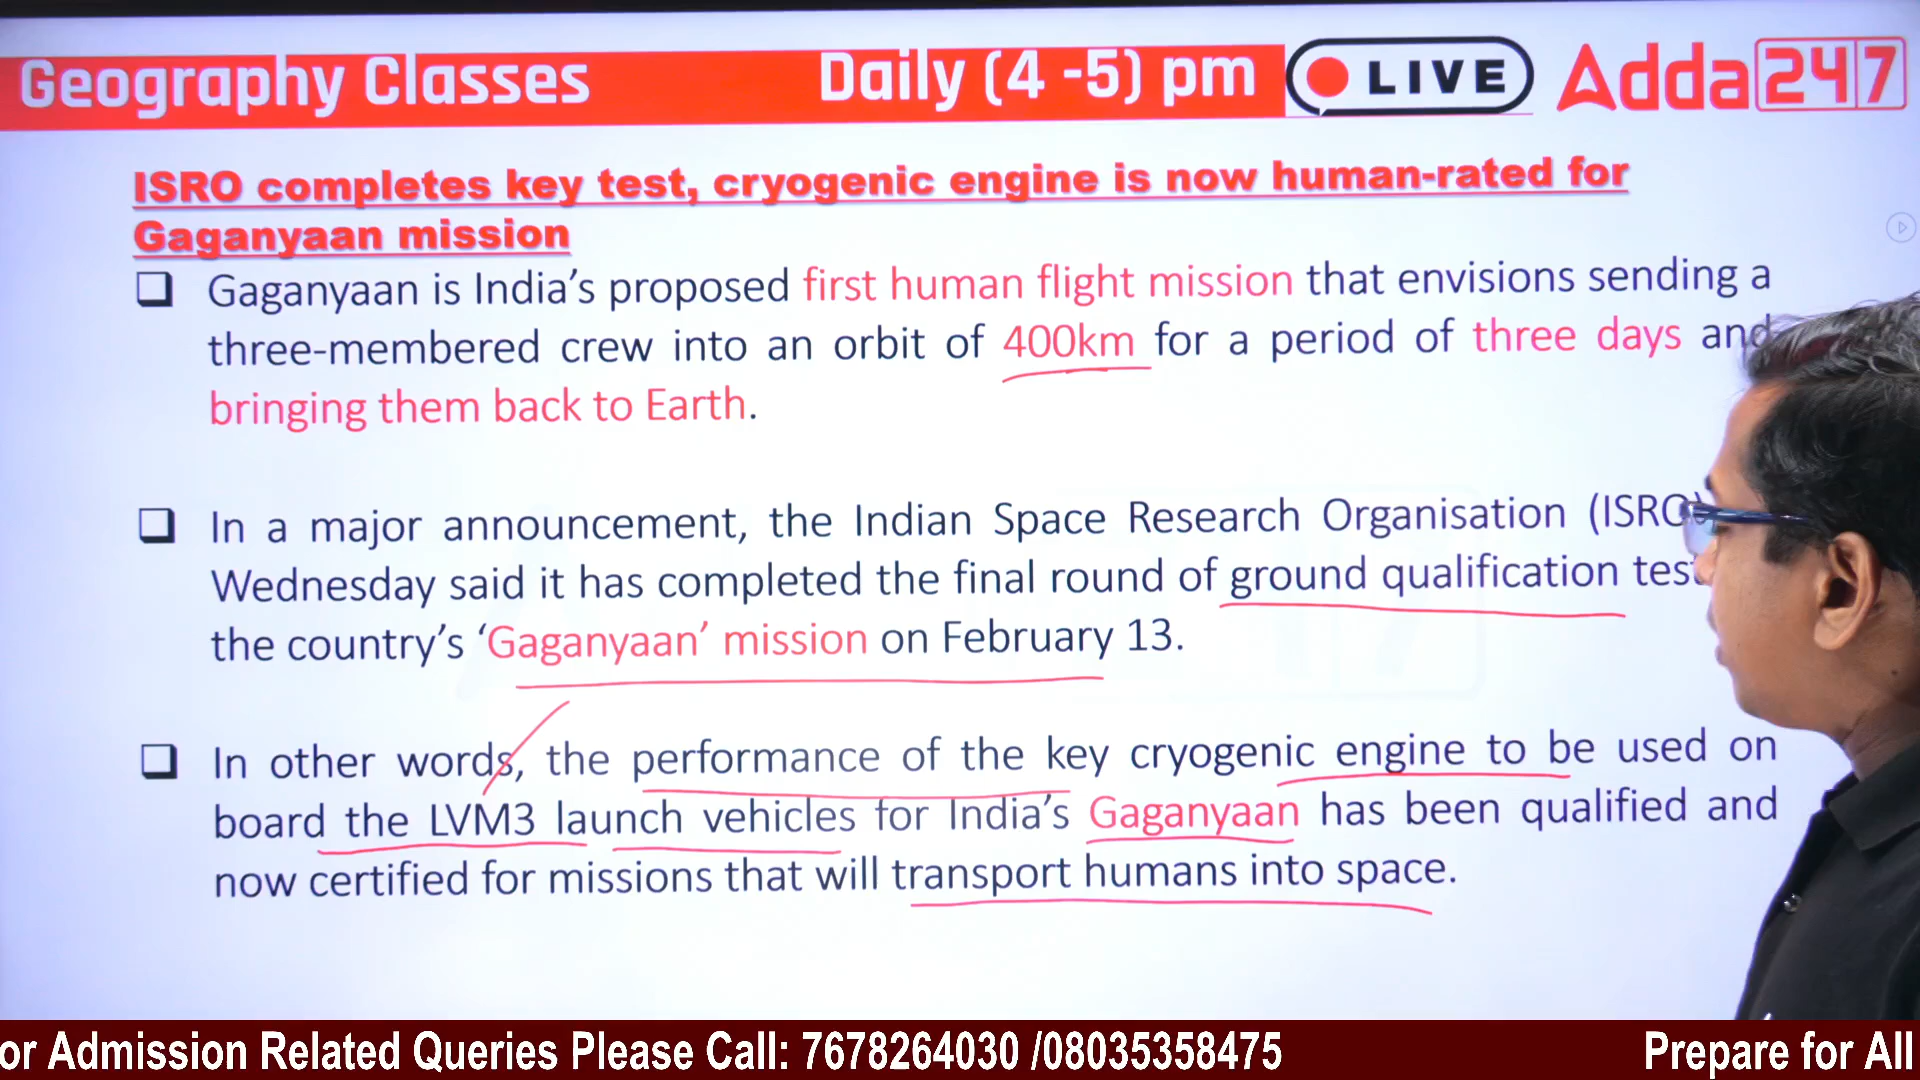 Geography Classes Daily (4 -5) pm LIVE Adda247
ISRO completes key test, cryogenic engine is now human-rated for
Gaganyaan mission
❑ Gaganyaan is India’s proposed first human flight mission that envisions sending a
three-membered crew into an orbit of 400km for a period of three days and
bringing them back to Earth.
❑ In a major announcement, the Indian Space Research Organisation (ISRO)
Wednesday said it has completed the final round of ground qualification
the country’s ‘Gaganyaan’ mission on February 13.
❑ In other words, the performance of the key cryogenic engine to be used on
board the LVM3 launch vehicles for India’s Gaganyaan has been qualified and
now certified for missions that will transport humans into space.
or Admission Related Queries Please Call: 7678264030 /08035358475 Prepare for All